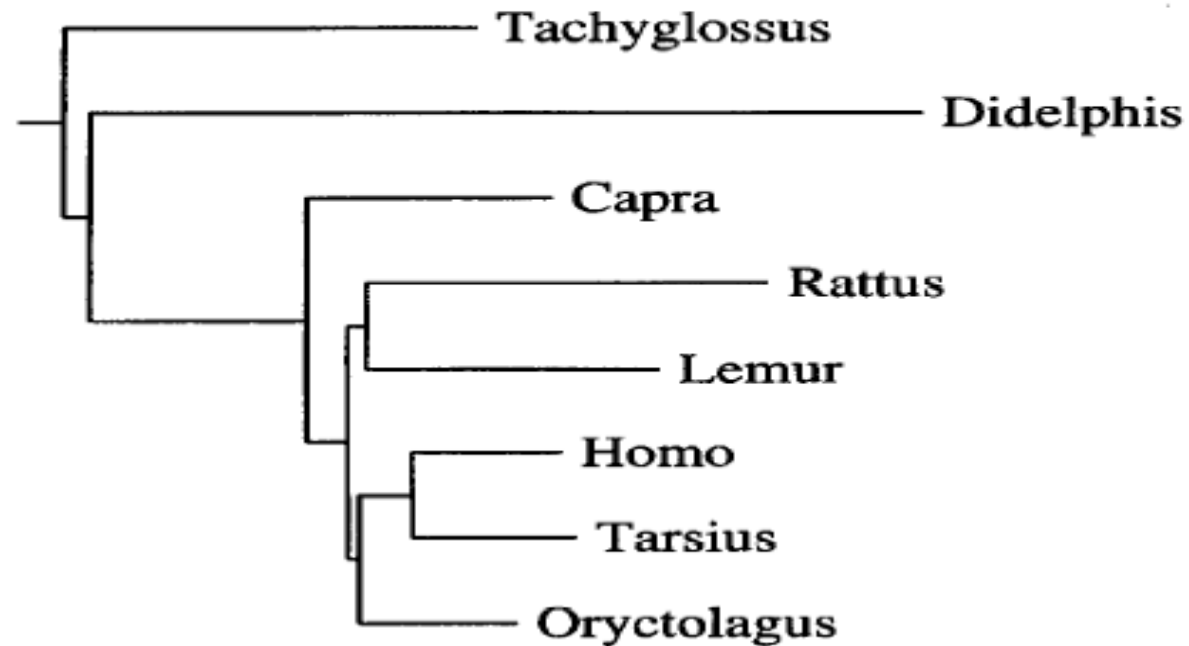 Tachyglossus
Didelphis
Capra
Rattus
Lemur
Homo
Tarsius
Oryctolagus